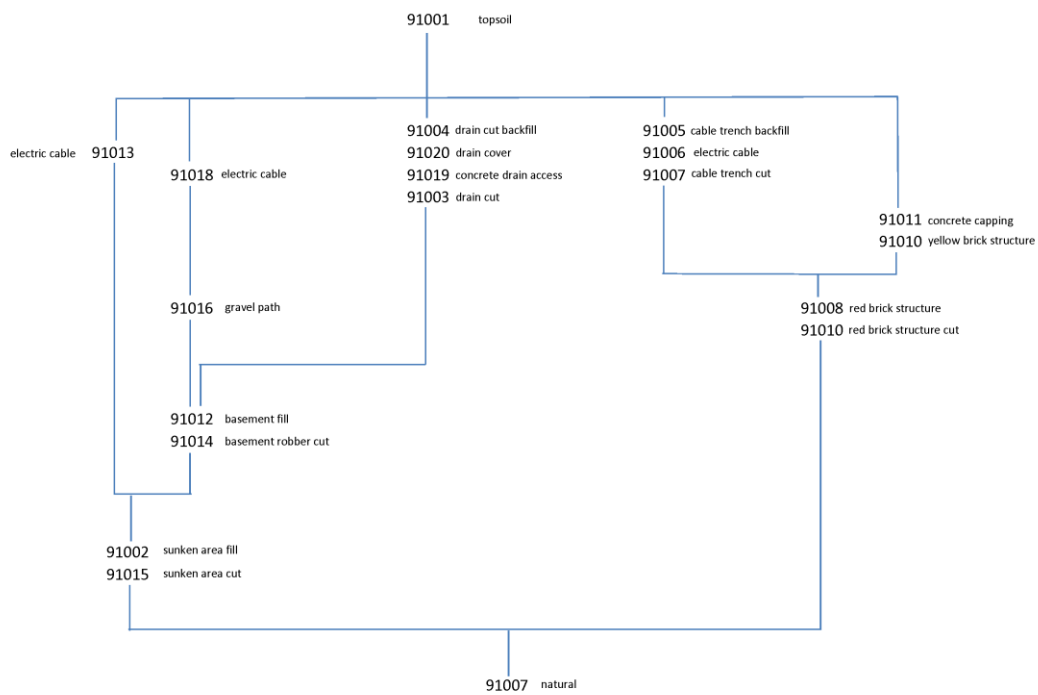 91001 topsoil
91004 drain cut backfill
91005 cable trench backfill
electric cable 91013
91020 drain cover
91006 electric cable
91018 electric cable
91019 concrete drain access
91007 cable trench cut
91003 drain cut
91011 concrete capping
91010 yellow brick structure
91016 gravel path
91008 red brick structure
91010 red brick structure cut
91012 basement fill
91014 basement robber cut
91002 sunken area fill
91015 sunken area cut
91007 natural